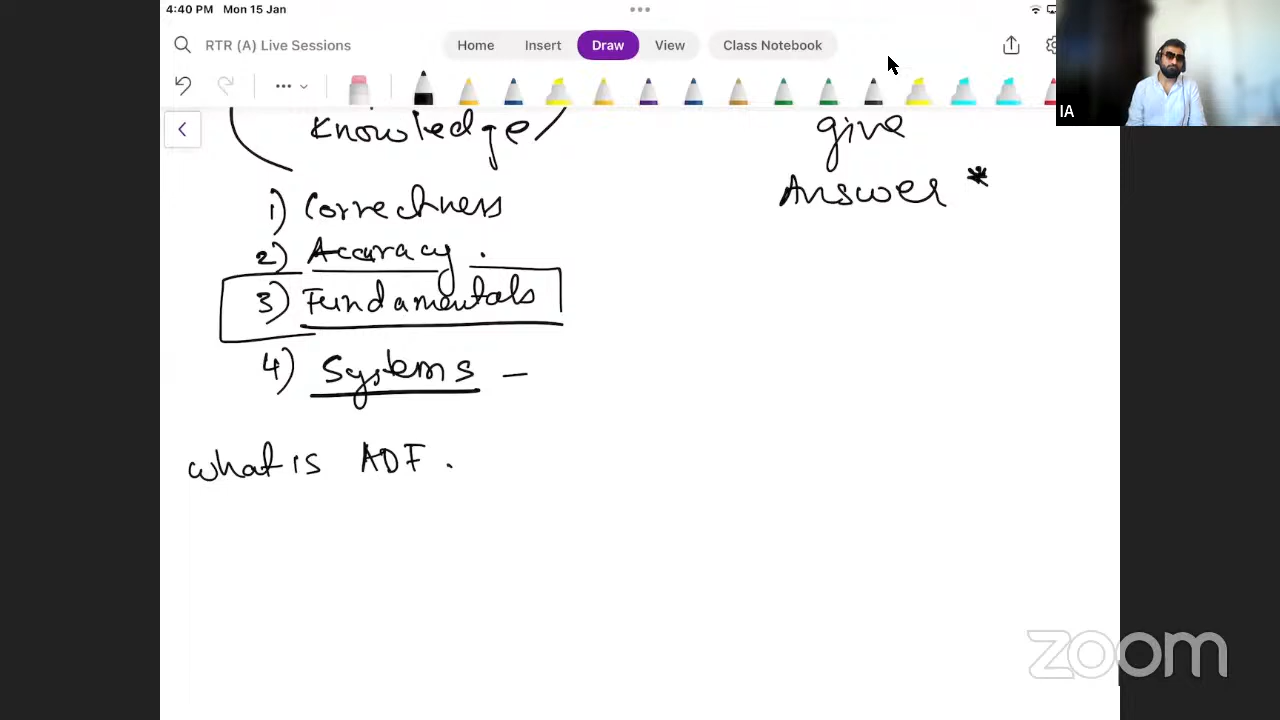 4:40 PM Mon 15 Jan
RTR (A) Live Sessions
Home Insert Draw View Class Notebook
IA
Knowledge/
give
Answer *
1) Correctness
2) Accuracy .
3) Fundamentals
4) Systems –
what is ADF .
zoom